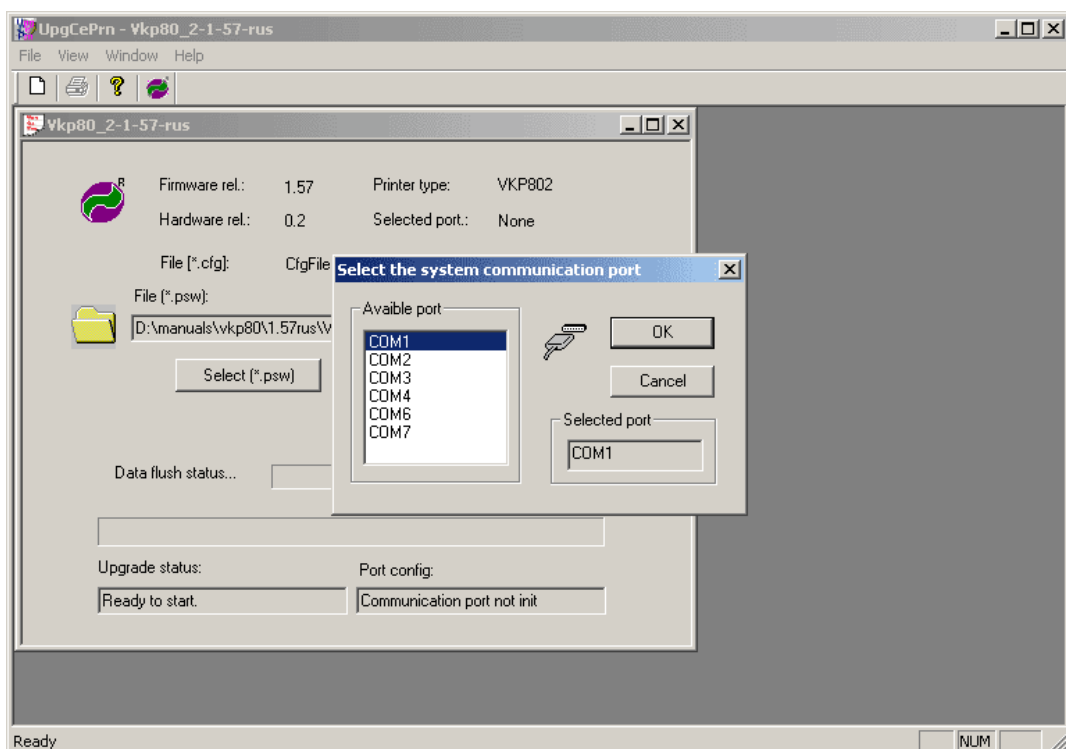 UpgCePrn - Vkp80_2-1-57-rus
File View Window Help
Vkp80_2-1-57-rus
R
Firmware rel.: 1.57 Printer type: VKP802
Hardware rel.: 0.2 Selected port.: None
File [*.cfg]: CfgFile
File (*.psw):
D:\manuals\vkp80\1.57rus\V
Select (*.psw)
Data flush status...
Upgrade status: Port config:
Ready to start. Communication port not init
Select the system communication port
Avaible port
COM1
COM2
COM3
COM4
COM6
COM7
OK
Cancel
Selected port
COM1
Ready NUM